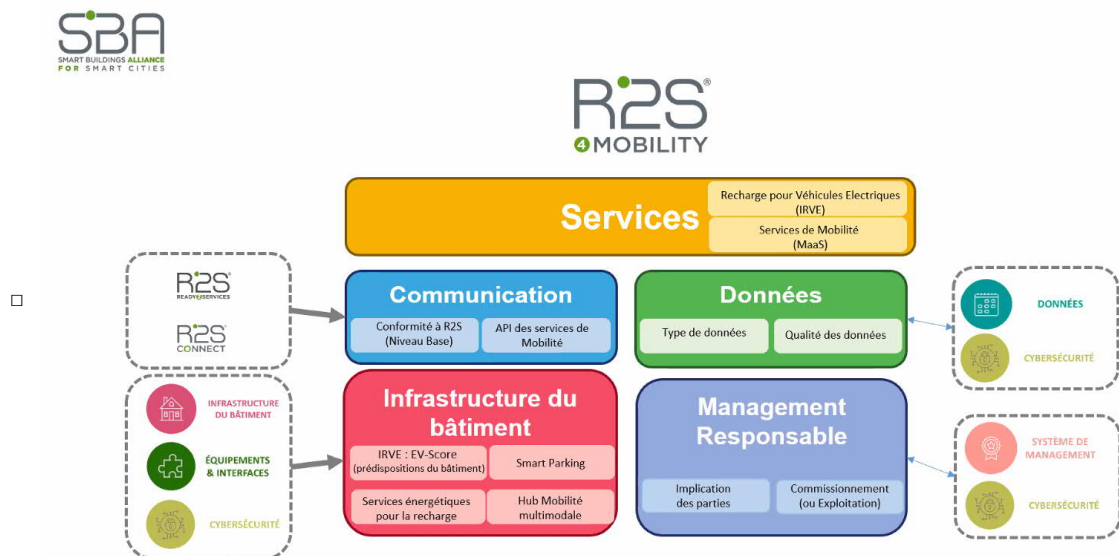 SBA
SMART BUILDINGS ALLIANCE
FOR SMART CITIES
R2S®
4MOBILITY
Services
Recharge pour Véhicules Electriques
(IRVE)
Services de Mobilité
(MaaS)
R2S®
READY2SERVICES
R2S®
CONNECT
Communication
Conformité à R2S
(Niveau Base)
API des services de
Mobilité
Données
Type de données
Qualité des données
DONNÉES
CYBERSÉCURITÉ
INFRASTRUCTURE
DU BÂTIMENT
ÉQUIPEMENTS
& INTERFACES
CYBERSÉCURITÉ
Infrastructure du
bâtiment
IRVE : EV-Score
(prédispositions du bâtiment)
Smart Parking
Services énergétiques
pour la recharge
Hub Mobilité
multimodale
Management
Responsable
Implication
des parties
Commissionnement
(ou Exploitation)
SYSTÈME DE
MANAGEMENT
CYBERSÉCURITÉ